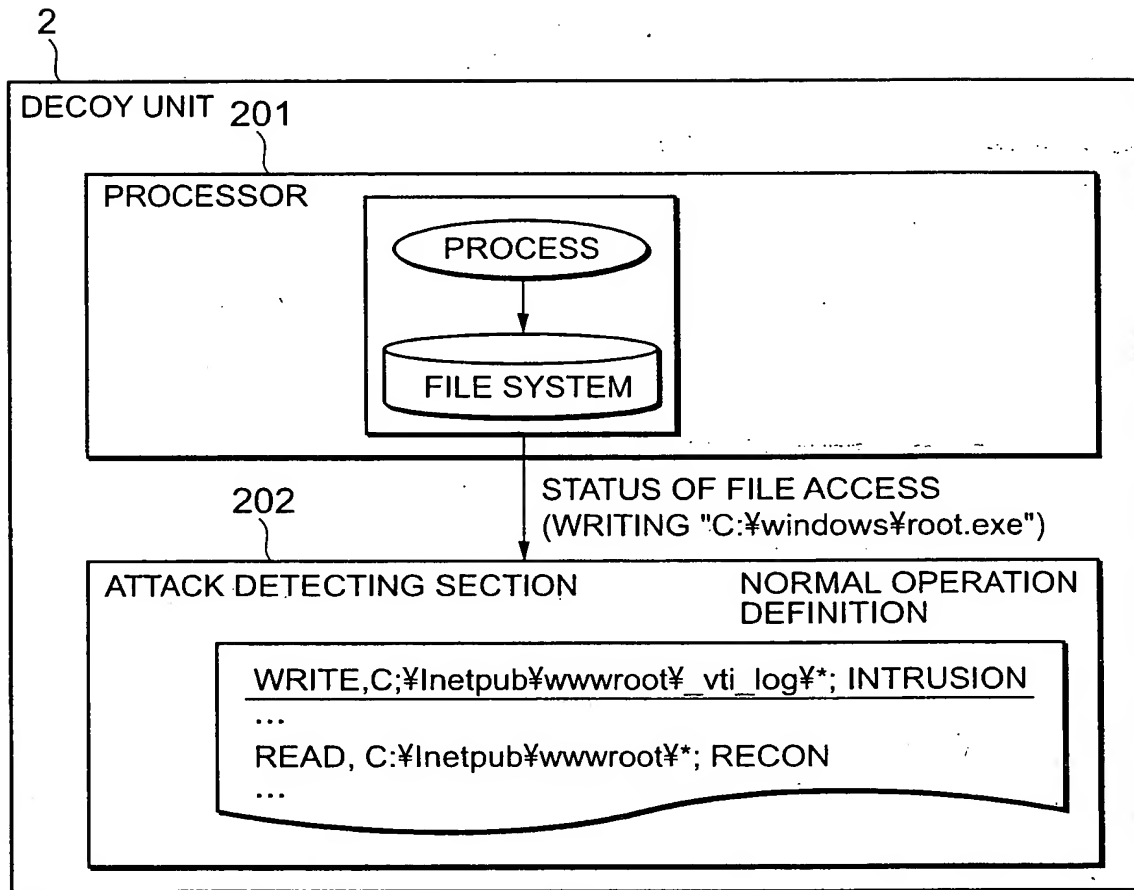 2
DECOY UNIT
201
PROCESSOR
PROCESS
FILE SYSTEM
STATUS OF FILE ACCESS
(WRITING "C:¥windows¥root.exe")
202
ATTACK DETECTING SECTION
NORMAL OPERATION
DEFINITION
WRITE,C;¥Inetpub¥wwwroot¥_vti_log¥*; INTRUSION
...
READ, C:¥Inetpub¥wwwroot¥*; RECON
...